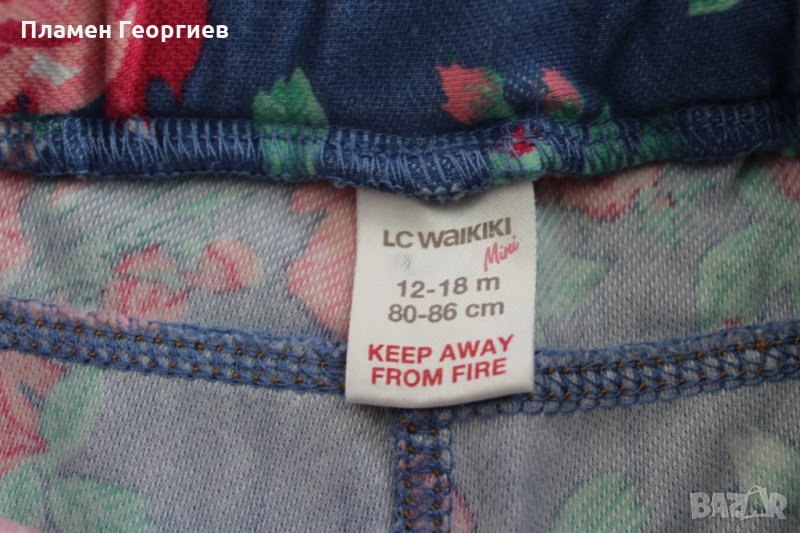 Пламен Георгиев
LC WAIKIKI
Mini
12-18 m
80-86 cm
KEEP AWAY
FROM FIRE
BAZAR